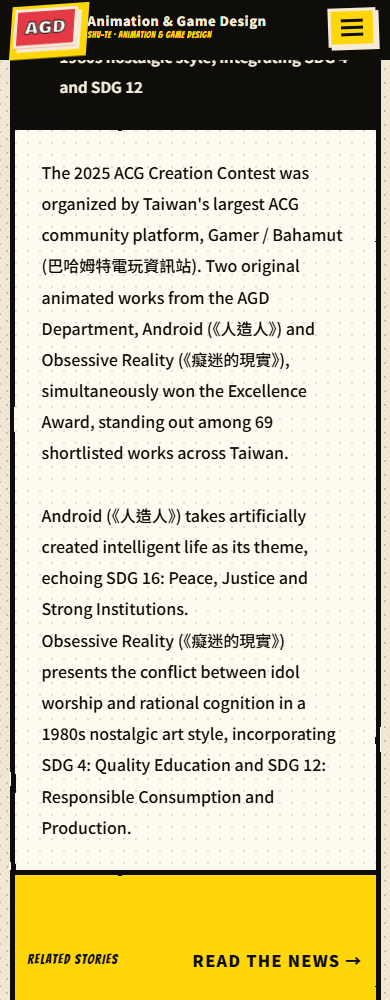 AGD
Animation & Game Design
SHU-TE · ANIMATION & GAME DESIGN
1980s nostalgic style, integrating SDG 4
and SDG 12
The 2025 ACG Creation Contest was
organized by Taiwan's largest ACG
community platform, Gamer / Bahamut
(巴哈姆特電玩資訊站). Two original
animated works from the AGD
Department, Android (《人造人》) and
Obsessive Reality (《癡迷的現實》),
simultaneously won the Excellence
Award, standing out among 69
shortlisted works across Taiwan.
Android (《人造人》) takes artificially
created intelligent life as its theme,
echoing SDG 16: Peace, Justice and
Strong Institutions.
Obsessive Reality (《癡迷的現實》)
presents the conflict between idol
worship and rational cognition in a
1980s nostalgic art style, incorporating
SDG 4: Quality Education and SDG 12:
Responsible Consumption and
Production.
RELATED STORIES
READ THE NEWS →